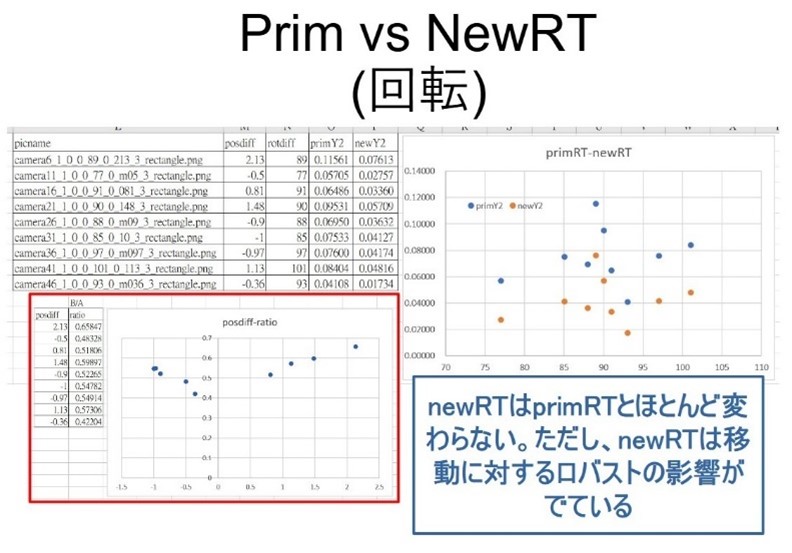 Prim vs NewRT
(回転)
picname posdiff rotdiff primY2 newY2
camera6_1_0_0_89_0_213_3_rectangle.png 2.13 89 0.11561 0.07613
camera11_1_0_0_77_0_m05_3_rectangle.png -0.5 77 0.05705 0.02757
camera16_1_0_0_91_0_081_3_rectangle.png 0.81 91 0.06486 0.03360
camera21_1_0_0_90_0_148_3_rectangle.png 1.48 90 0.09531 0.05709
camera26_1_0_0_88_0_m09_3_rectangle.png -0.9 88 0.06950 0.03632
camera31_1_0_0_85_0_10_3_rectangle.png -1 85 0.07533 0.04127
camera36_1_0_0_97_0_m097_3_rectangle.png -0.97 97 0.07600 0.04174
camera41_1_0_0_101_0_113_3_rectangle.png 1.13 101 0.08404 0.04816
camera46_1_0_0_93_0_m036_3_rectangle.png -0.36 93 0.04108 0.01734
primRT-newRT
primY2 newY2
0.14000
0.12000
0.10000
0.08000
0.06000
0.04000
0.02000
0.00000
70 75 80 85 90 95 100 105 110
B/A
posdiff ratio
2.13 0.65847
-0.5 0.48328
0.81 0.51806
1.48 0.59897
-0.9 0.52265
-1 0.54782
-0.97 0.54914
1.13 0.57306
-0.36 0.42204
posdiff-ratio
0.7
0.6
0.5
0.4
0.3
0.2
0.1
0
-1.5 -1 -0.5 0 0.5 1 1.5 2 2.5
newRTはprimRTとほとんど変
わらない。ただし、newRTは移
動に対するロバストの影響が
でている